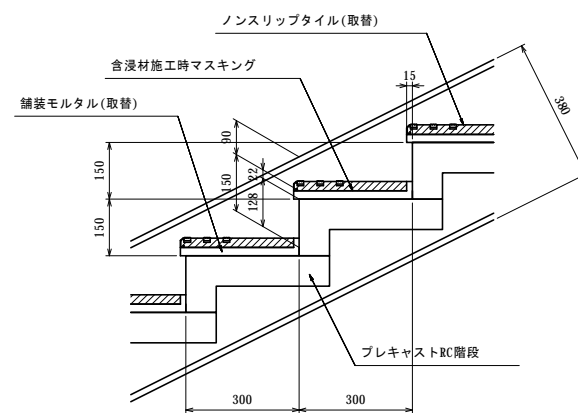 ノンスリップタイル(取替)
含浸材施工時マスキング
舗装モルタル(取替)
15
380
90
22
150
150
128
150
プレキャストRC階段
300
300